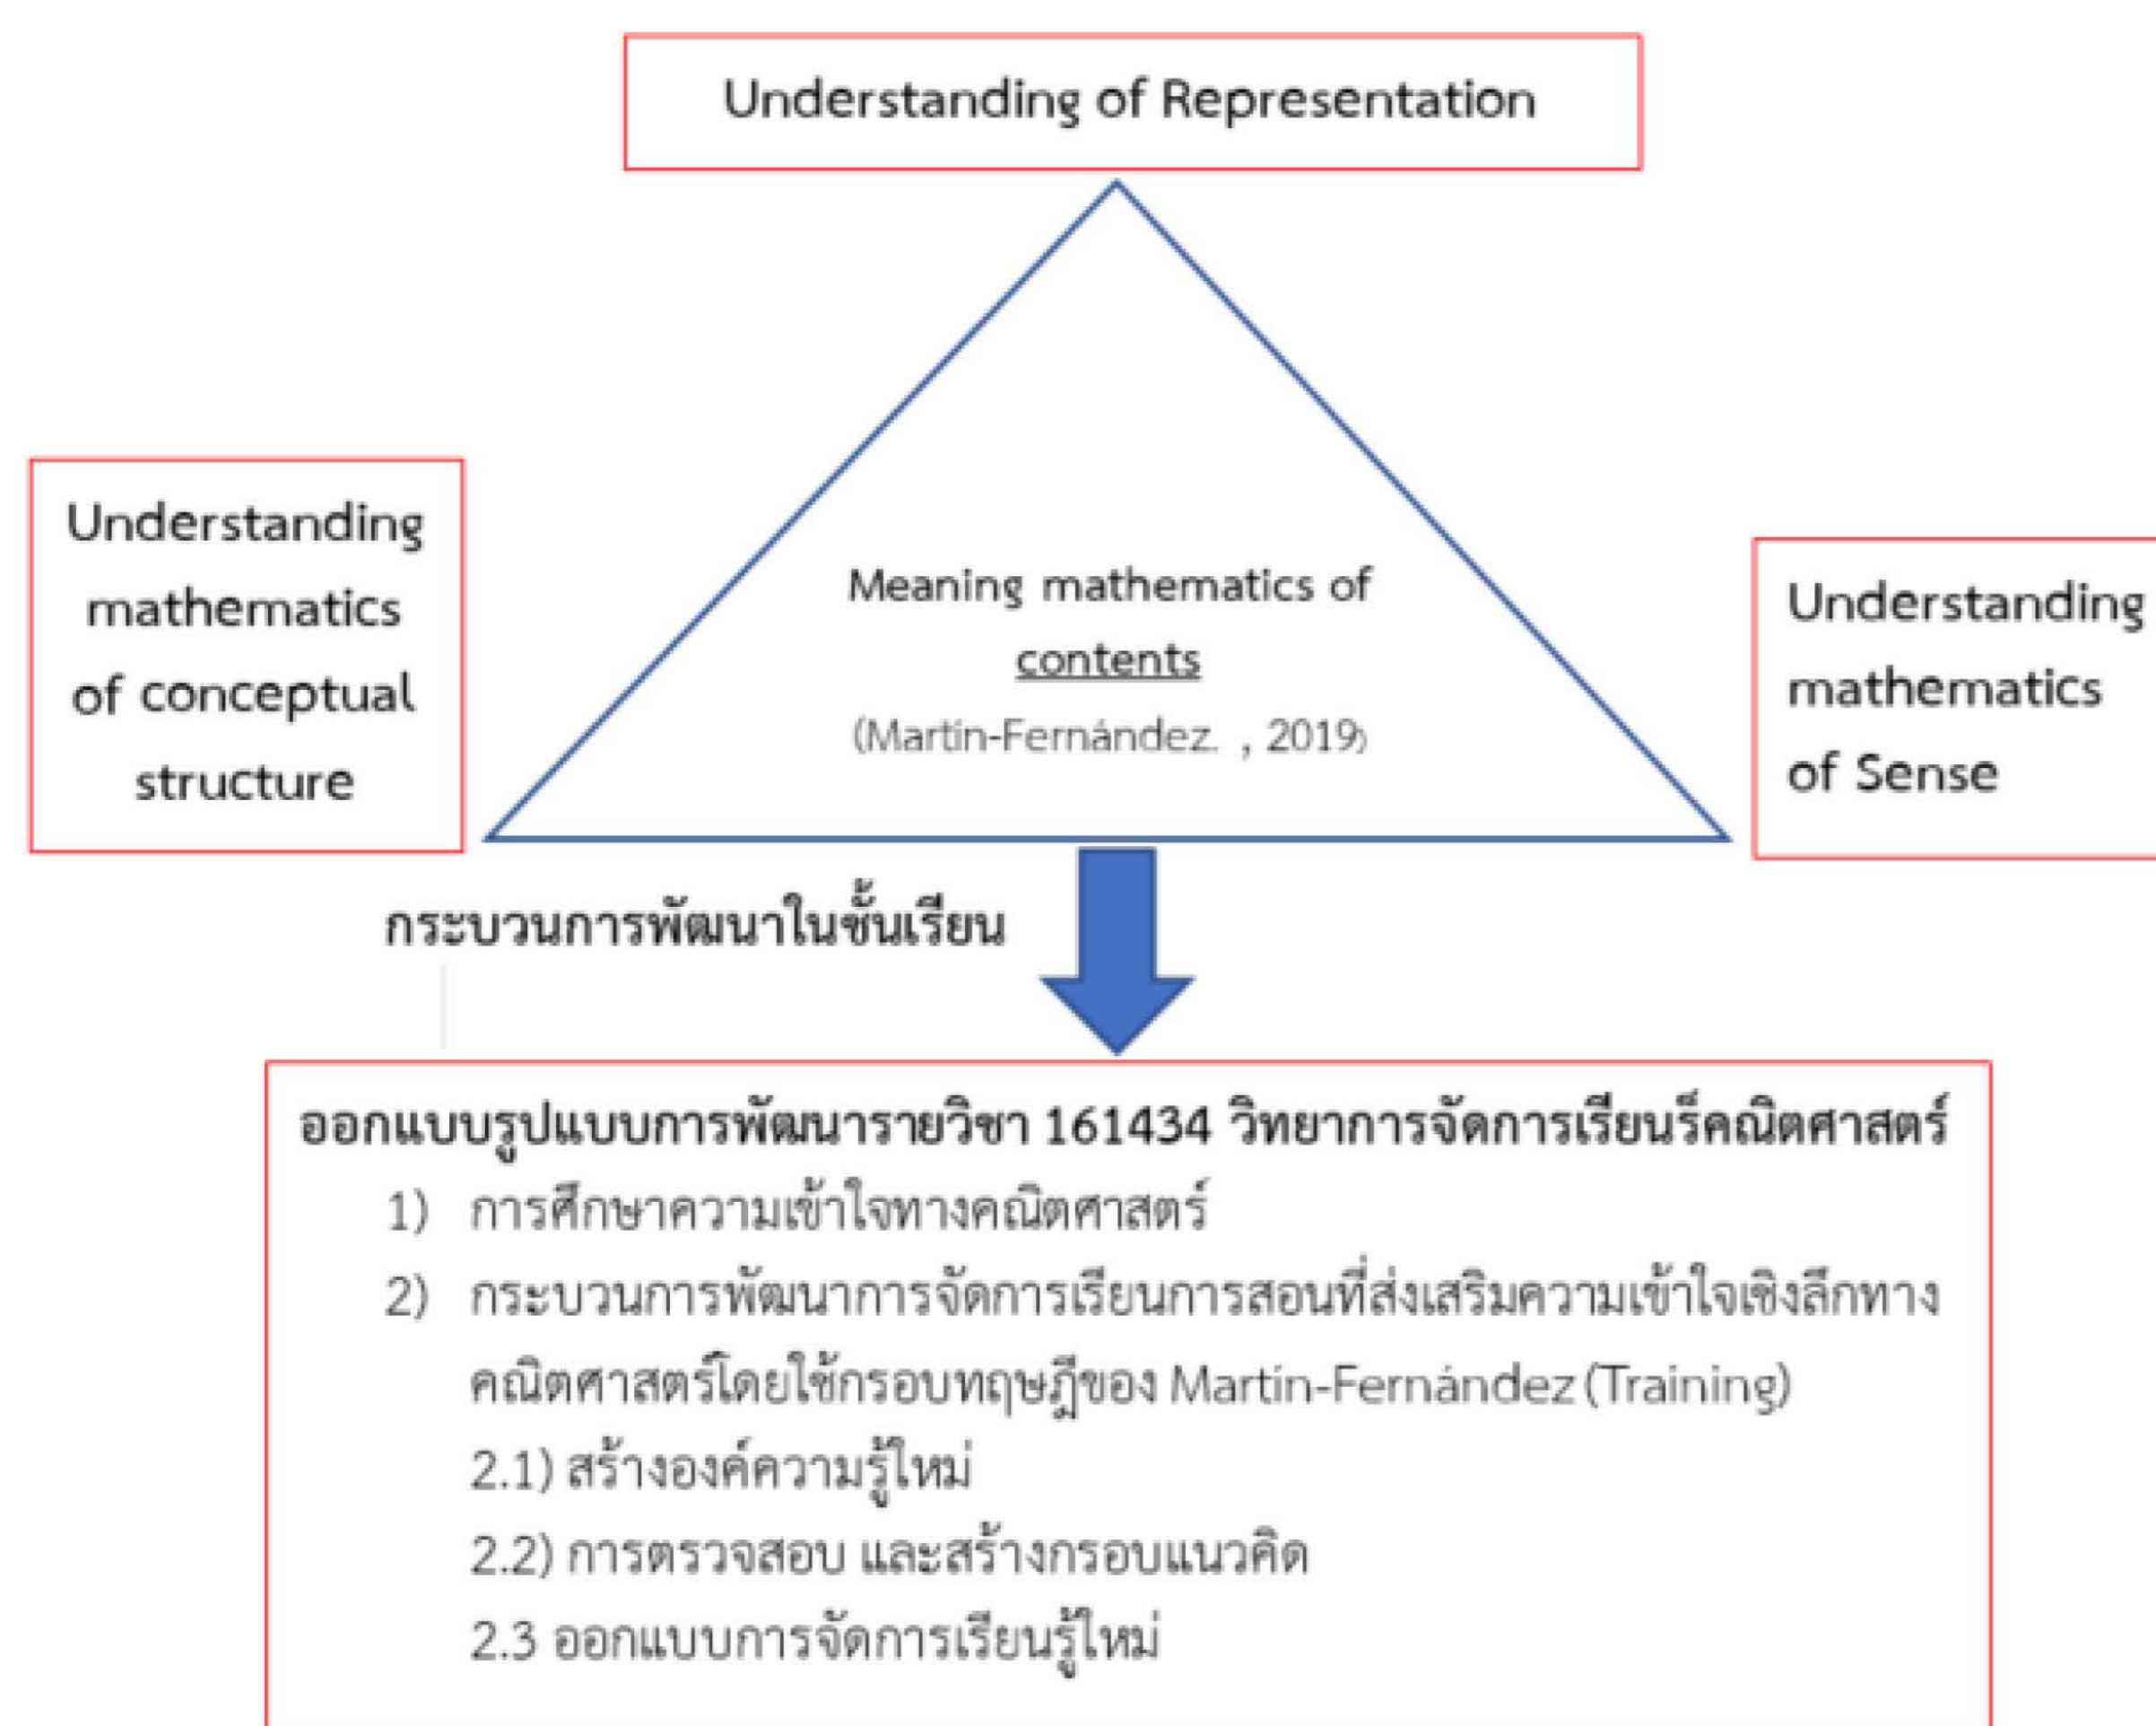 Understanding of Representation
Understanding
mathematics
of conceptual
structure
Meaning mathematics of
contents
(Martín-Fernández. , 2019)
Understanding
mathematics
of Sense
กระบวนการพัฒนาในชั้นเรียน
ออกแบบรูปแบบการพัฒนารายวิชา 161434 วิทยาการจัดการเรียนรี้คณิตศาสตร์
1) การศึกษาความเข้าใจทางคณิตศาสตร์
2) กระบวนการพัฒนาการจัดการเรียนการสอนที่ส่งเสริมความเข้าใจเชิงลึกทาง
คณิตศาสตร์โดยใช้กรอบทฤษฎีของ Martín-Fernández (Training)
2.1) สร้างองค์ความรู้ใหม่
2.2) การตรวจสอบ และสร้างกรอบแนวคิด
2.3 ออกแบบการจัดการเรียนรู้ใหม่